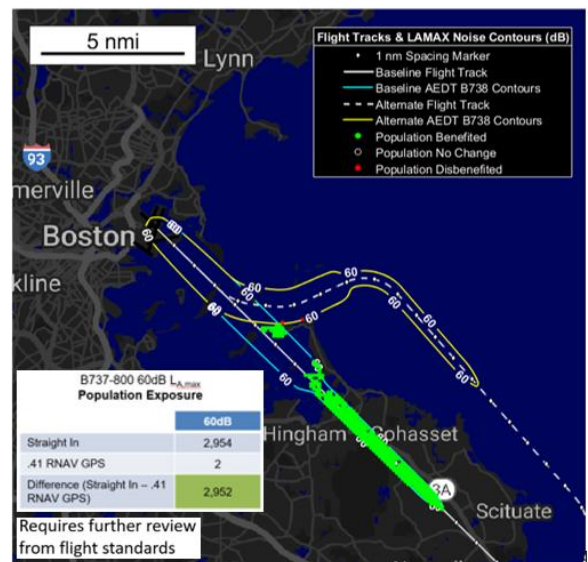 5 nmi
Lynn
Flight Tracks & LAMAX Noise Contours (dB)
1 nm Spacing Marker
Baseline Flight Track
Baseline AEDT B738 Contours
Alternate Flight Track
Alternate AEDT B738 Contours
Population Benefited
Population No Change
Population Disbenefited
93
merville
Boston
kline
60
60
60
60
60
60
60
60
60
60
Hingham
Cohasset
3A
Scituate
B737-800 60dB LA,max
Population Exposure
60dB
Straight In 2,954
.41 RNAV GPS 2
Difference (Straight In – .41
RNAV GPS) 2,952
Requires further review
from flight standards